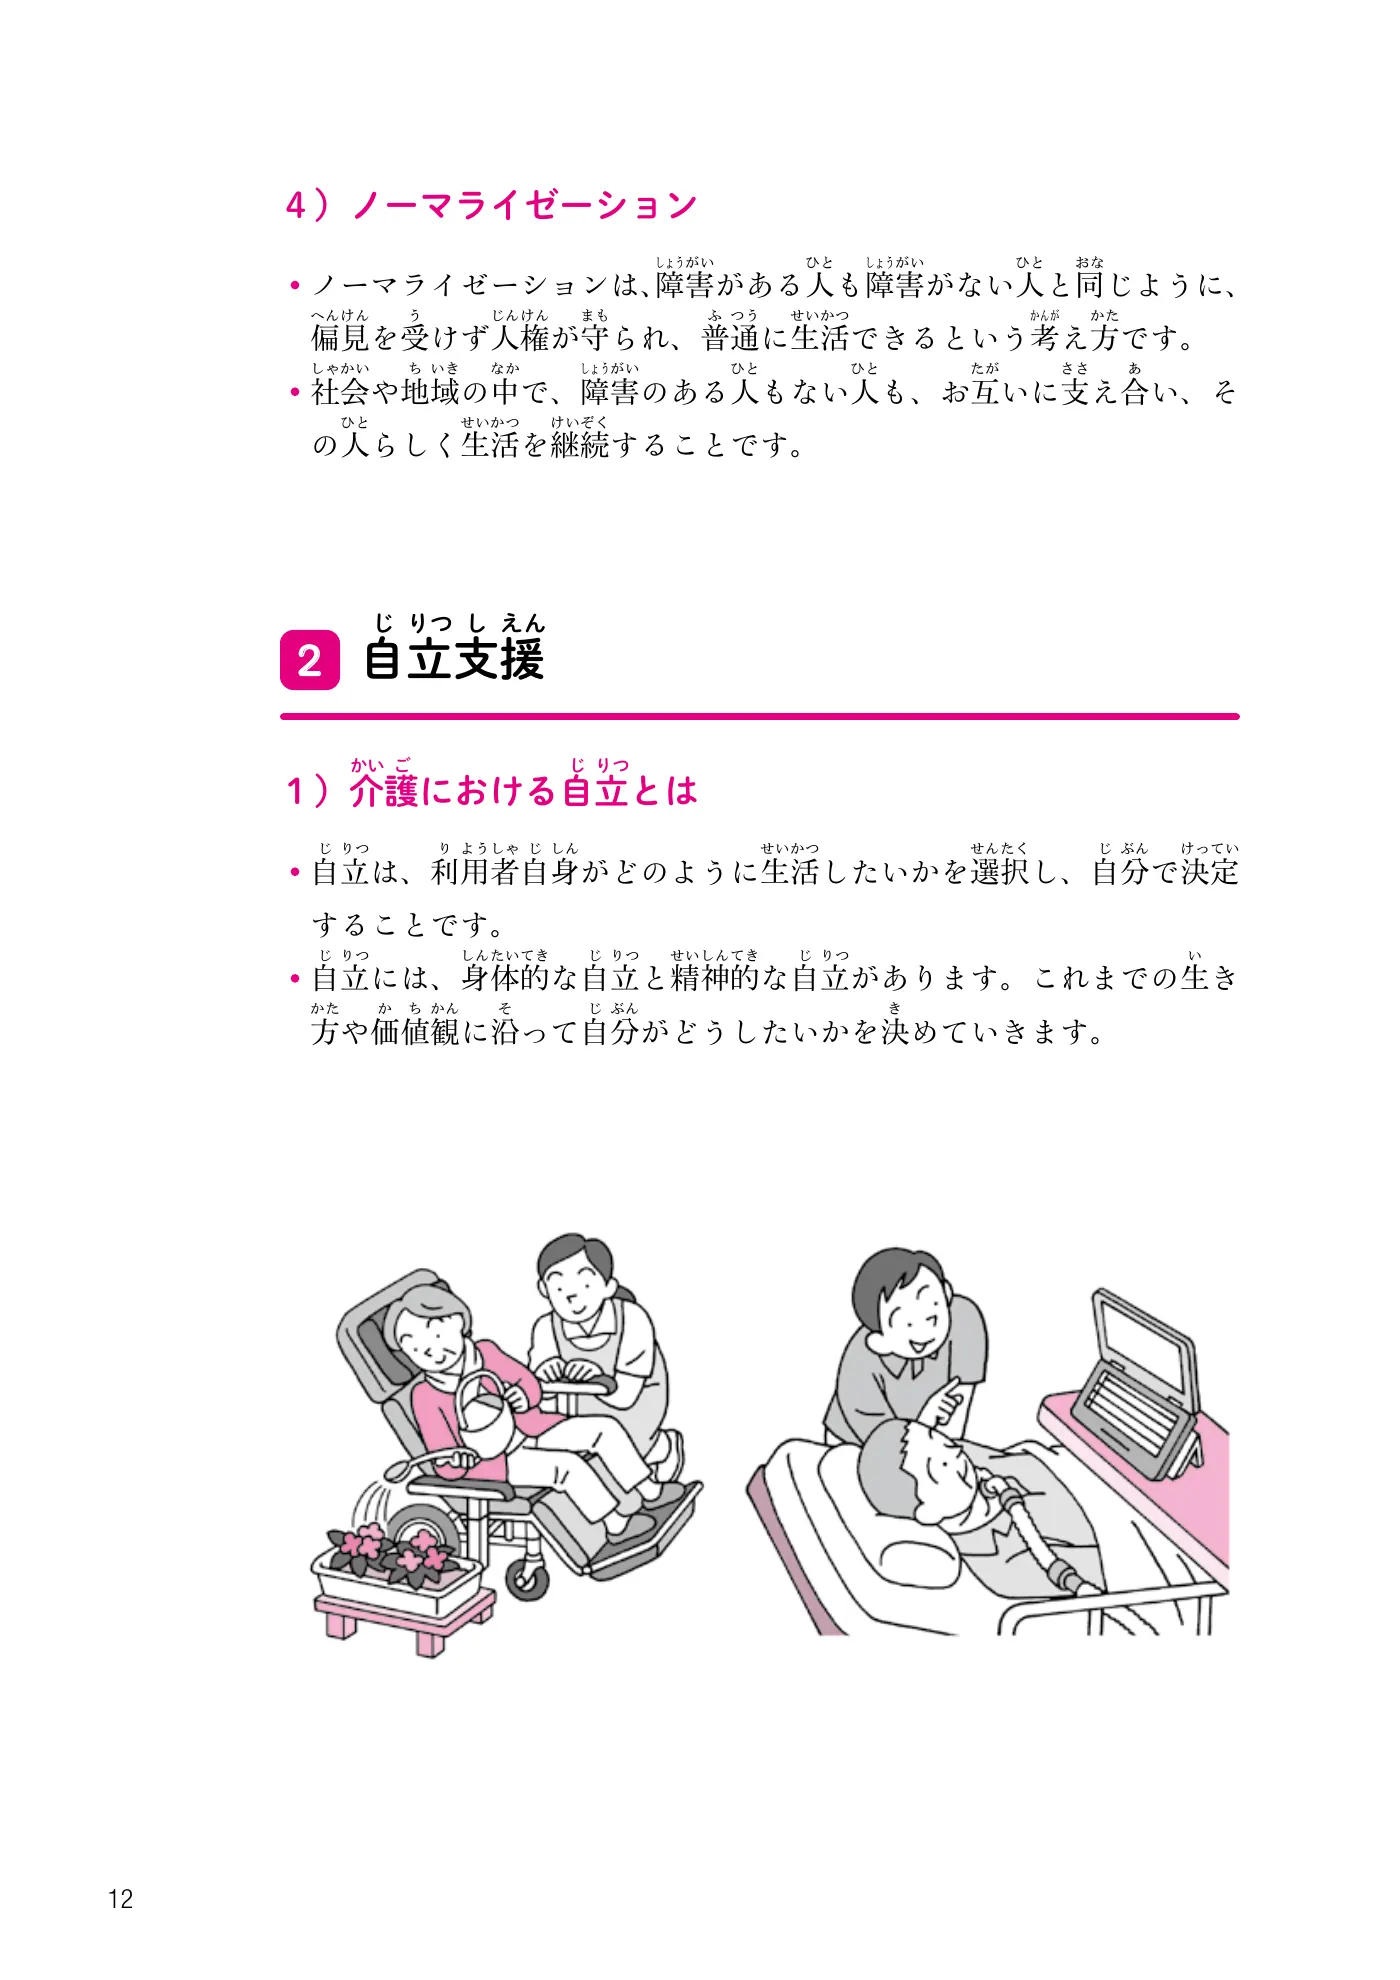 4）ノーマライゼーション
• ノーマライゼーションは、障害がある人も障害がない人と同じように、
偏見を受けず人権が守られ、普通に生活できるという考え方です。
• 社会や地域の中で、障害のある人もない人も、お互いに支え合い、そ
の人らしく生活を継続することです。
2 自立支援
1）介護における自立とは
• 自立は、利用者自身がどのように生活したいかを選択し、自分で決定
することです。
• 自立には、身体的な自立と精神的な自立があります。これまでの生き
方や価値観に沿って自分がどうしたいかを決めていきます。
12